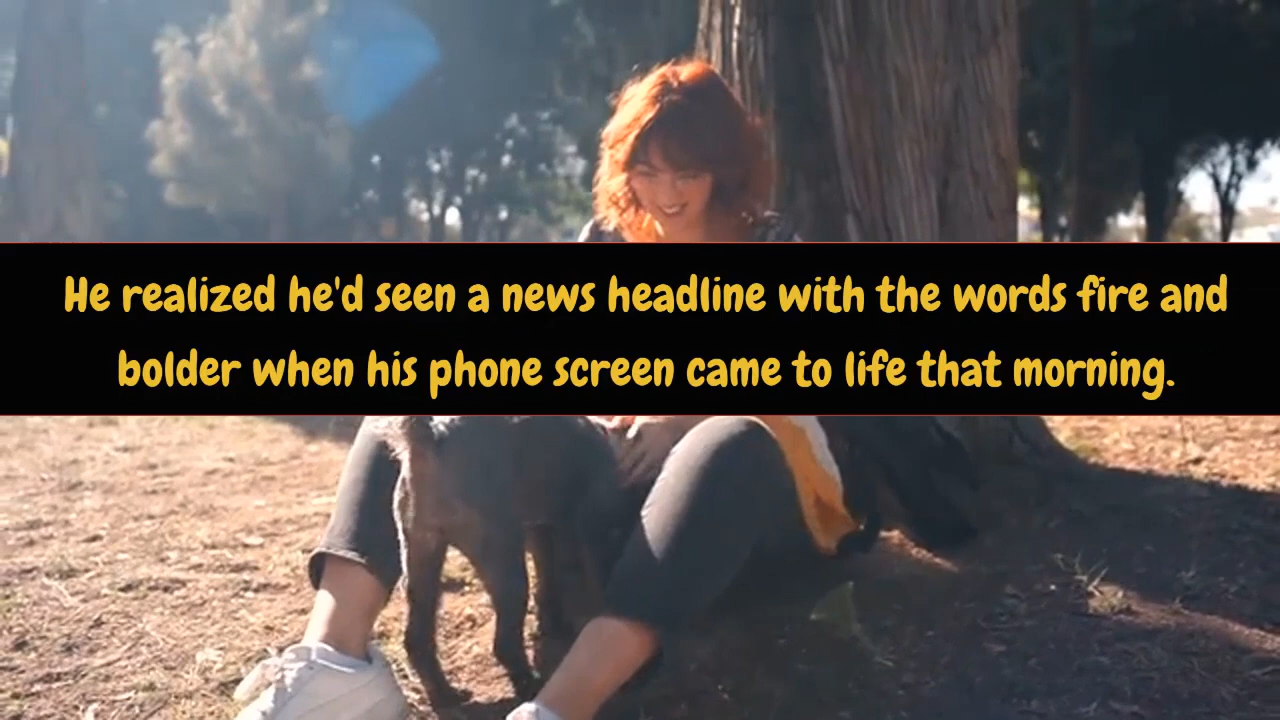 He realized he'd seen a news headline with the words fire and
bolder when his phone screen came to life that morning.